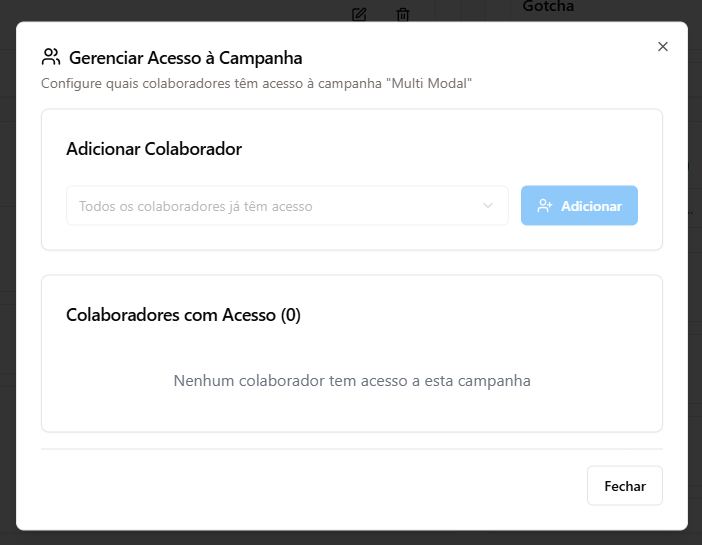 Gotcha
Gerenciar Acesso à Campanha
Configure quais colaboradores têm acesso à campanha "Multi Modal"
Adicionar Colaborador
Todos os colaboradores já têm acesso
Adicionar
Colaboradores com Acesso (0)
Nenhum colaborador tem acesso a esta campanha
Fechar